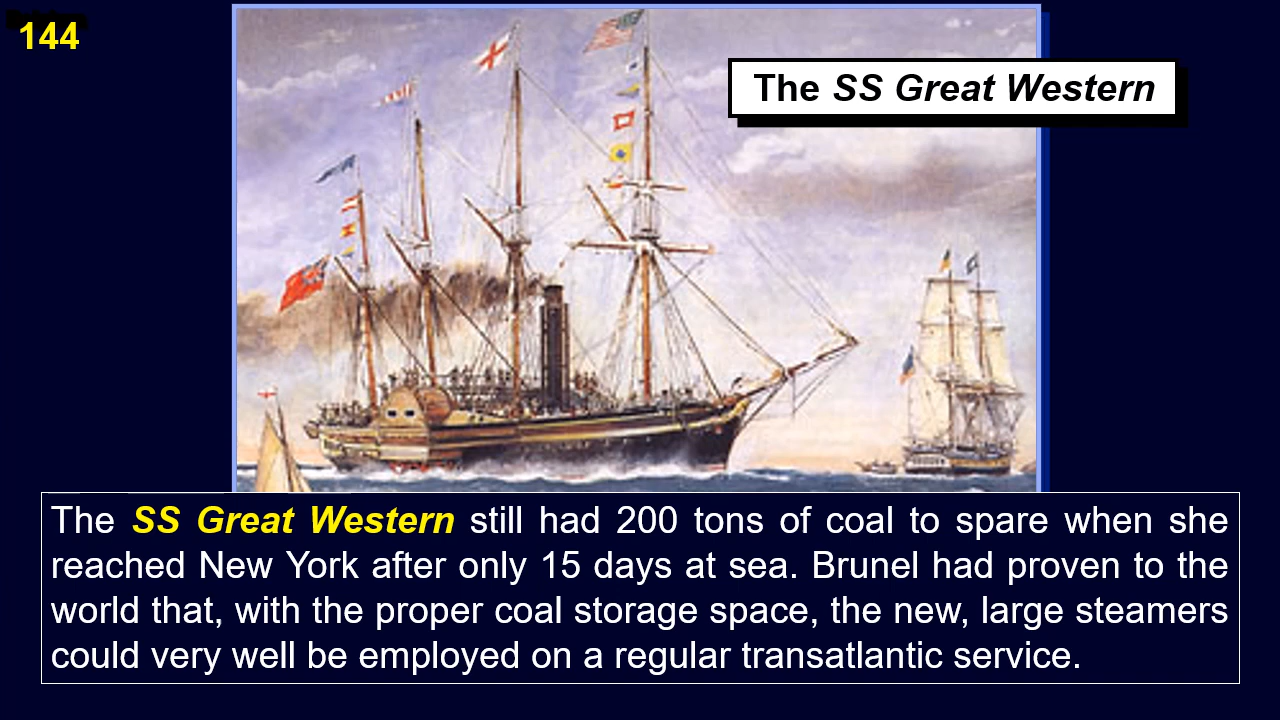 144
The SS Great Western
The SS Great Western still had 200 tons of coal to spare when she
reached New York after only 15 days at sea. Brunel had proven to the
world that, with the proper coal storage space, the new, large steamers
could very well be employed on a regular transatlantic service.